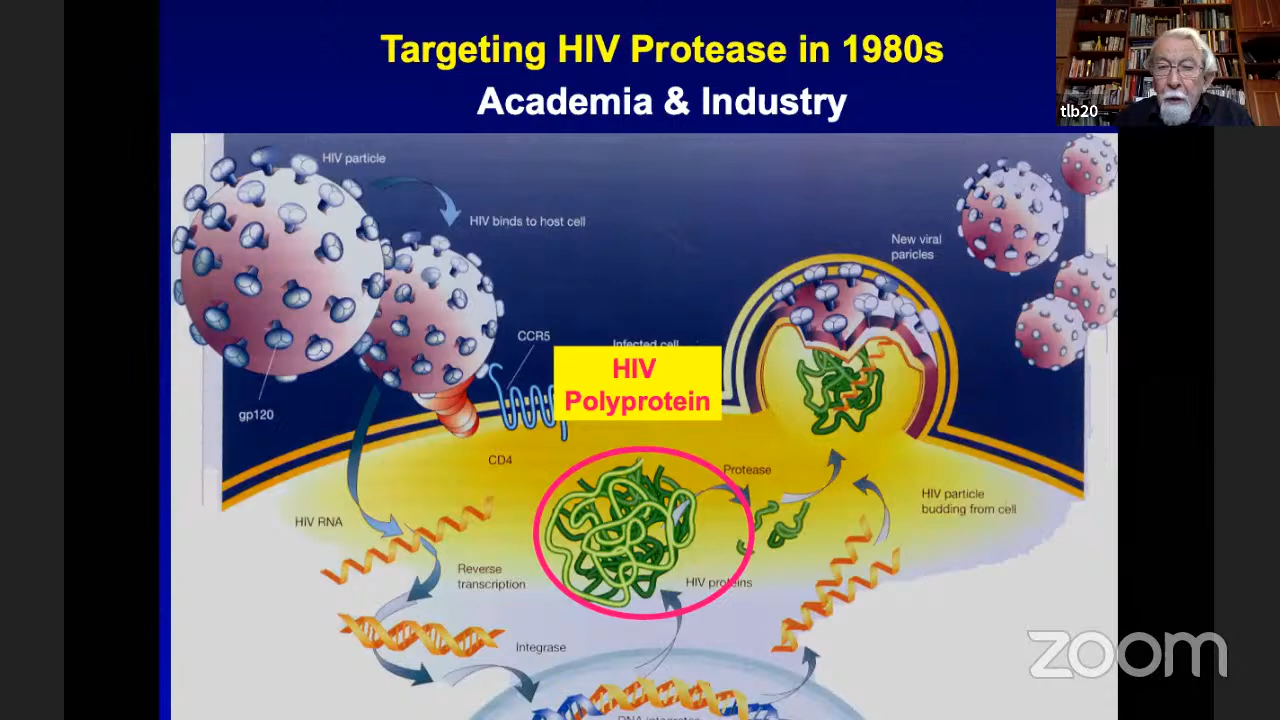 Targeting HIV Protease in 1980s
Academia & Industry
tlb20
HIV particle
HIV binds to host cell
New viral
paricles
CCR5
Infected cell
HIV
Polyprotein
gp120
CD4
Protease
HIV particle
budding from cell
HIV RNA
Reverse
transcription
HIV proteins
Integrase
DNA integrates
zoom